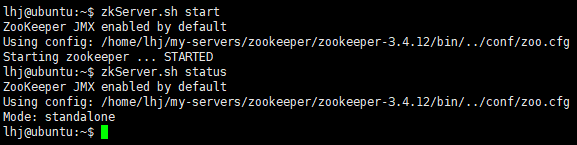 lhj@ubuntu:~$ zkServer.sh start
ZooKeeper JMX enabled by default
Using config: /home/lhj/my-servers/zookeeper/zookeeper-3.4.12/bin/../conf/zoo.cfg
Starting zookeeper ... STARTED
lhj@ubuntu:~$ zkServer.sh status
ZooKeeper JMX enabled by default
Using config: /home/lhj/my-servers/zookeeper/zookeeper-3.4.12/bin/../conf/zoo.cfg
Mode: standalone
lhj@ubuntu:~$